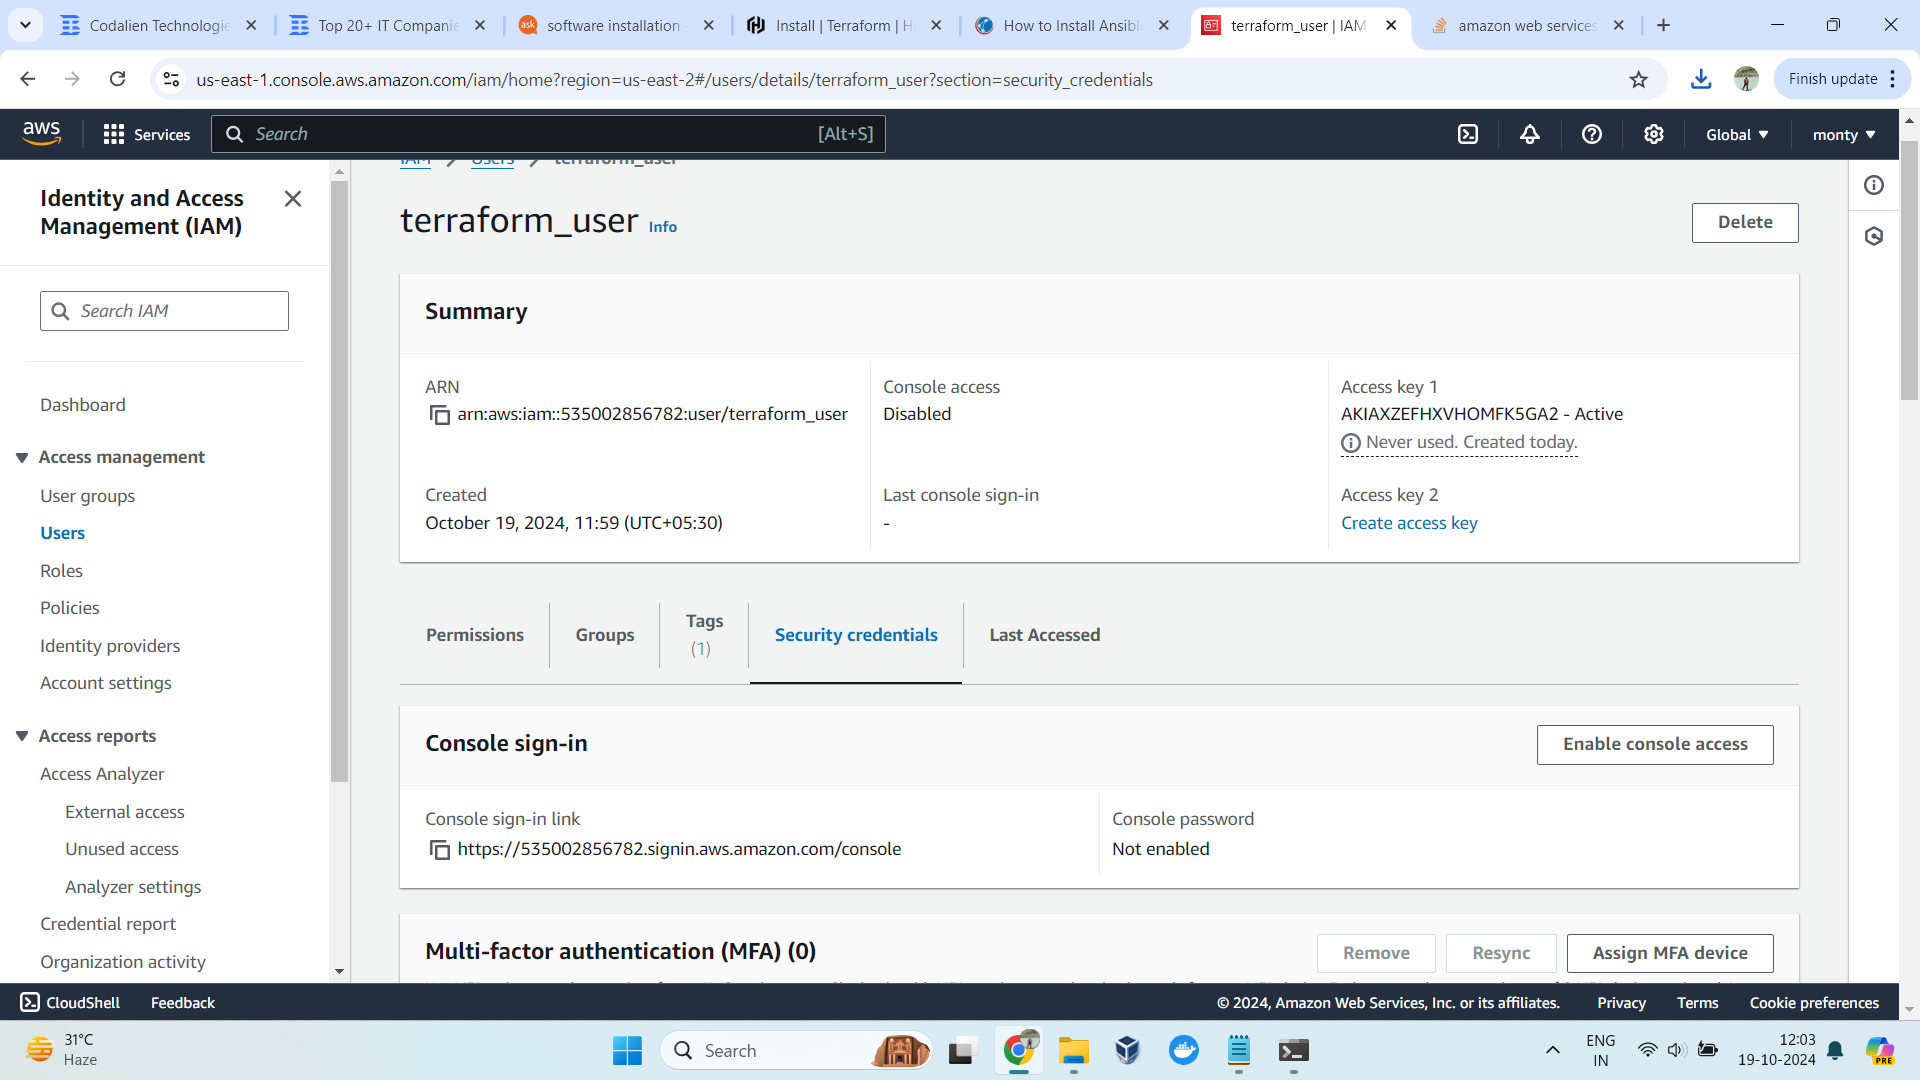 Codalien Technologie
Top 20+ IT Companie
ask
software installation
Install | Terraform | H
How to Install Ansibl
terraform_user | IAM
amazon web services
us-east-1.console.aws.amazon.com/iam/home?region=us-east-2#/users/details/terraform_user?section=security_credentials
Finish update
aws
Services
Search
[Alt+S]
Global
monty
Identity and Access
Management (IAM)
Search IAM
Dashboard
Access management
User groups
Users
Roles
Policies
Identity providers
Account settings
Access reports
Access Analyzer
External access
Unused access
Analyzer settings
Credential report
Organization activity
IAM
Users
terraform_user
terraform_user Info
Delete
Summary
ARN
arn:aws:iam::535002856782:user/terraform_user
Console access
Disabled
Access key 1
AKIAXZEFHXVHOMFK5GA2 - Active
Never used. Created today.
Created
October 19, 2024, 11:59 (UTC+05:30)
Last console sign-in
-
Access key 2
Create access key
Permissions
Groups
Tags
(1)
Security credentials
Last Accessed
Console sign-in
Enable console access
Console sign-in link
https://535002856782.signin.aws.amazon.com/console
Console password
Not enabled
Multi-factor authentication (MFA) (0)
Remove
Resync
Assign MFA device
CloudShell
Feedback
© 2024, Amazon Web Services, Inc. or its affiliates.
Privacy
Terms
Cookie preferences
31°C
Haze
Search
ENG
IN
12:03
19-10-2024
PRE